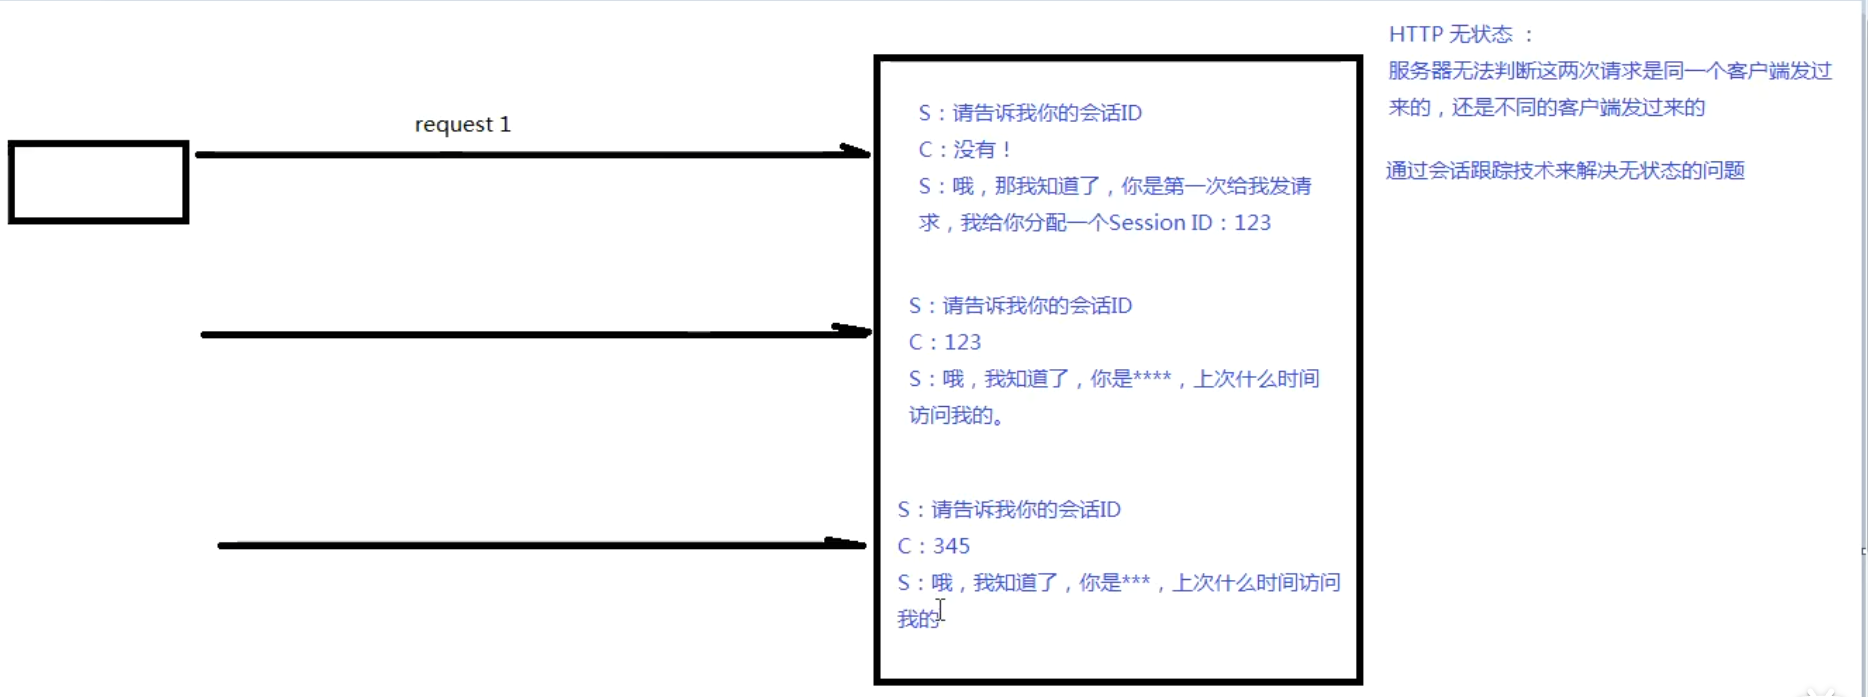 request 1
S：请告诉我你的会话ID
C：没有！
S：哦，那我知道了，你是第一次给我发请
求，我给你分配一个Session ID：123
S：请告诉我你的会话ID
C：123
S：哦，我知道了，你是****，上次什么时间
访问我的。
S：请告诉我你的会话ID
C：345
S：哦，我知道了，你是***，上次什么时间访问
我的
HTTP 无状态 ：
服务器无法判断这两次请求是同一个客户端发过
来的，还是不同的客户端发过来的
通过会话跟踪技术来解决无状态的问题